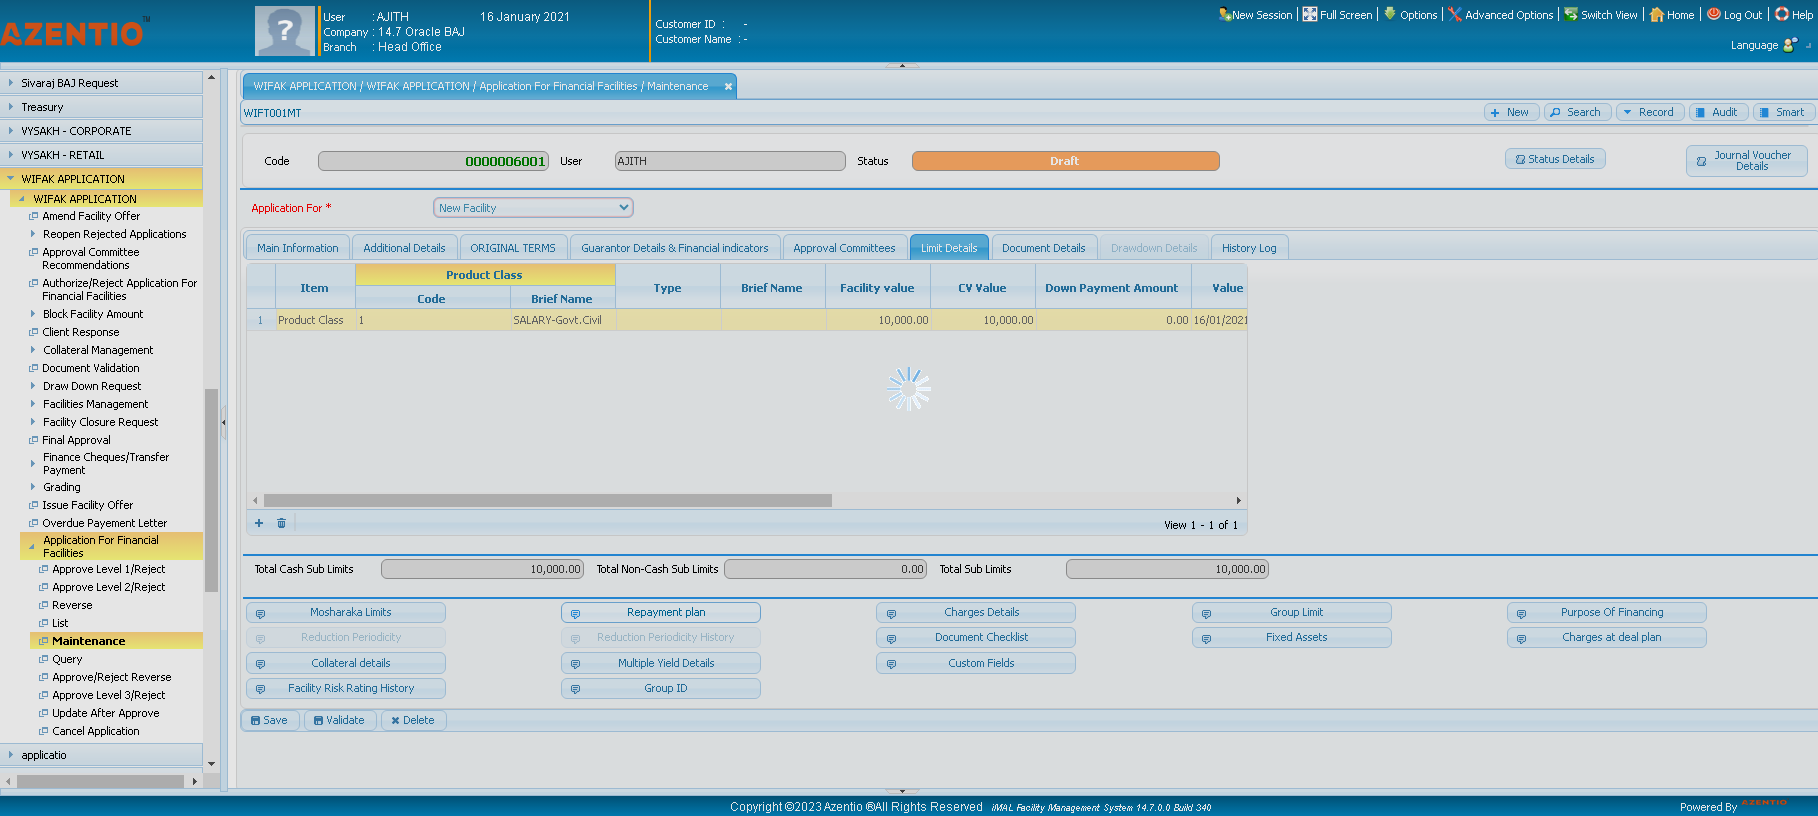 AZENTIO™
User : AJITH 16 January 2021
Company : 14.7 Oracle BAJ
Branch : Head Office
Customer ID : -
Customer Name : -
New Session Full Screen Options Advanced Options Switch View Home Log Out Help
Language
Sivaraj BAJ Request
Treasury
VYSAKH - CORPORATE
VYSAKH - RETAIL
WIFAK APPLICATION
WIFAK APPLICATION
Amend Facility Offer
Reopen Rejected Applications
Approval Committee
Recommendations
Authorize/Reject Application For
Financial Facilities
Block Facility Amount
Client Response
Collateral Management
Document Validation
Draw Down Request
Facilities Management
Facility Closure Request
Final Approval
Finance Cheques/Transfer
Payment
Grading
Issue Facility Offer
Overdue Payement Letter
Application For Financial
Facilities
Approve Level 1/Reject
Approve Level 2/Reject
Reverse
List
Maintenance
Query
Approve/Reject Reverse
Approve Level 3/Reject
Update After Approve
Cancel Application
applicatio
WIFAK APPLICATION / WIFAK APPLICATION / Application For Financial Facilities / Maintenance
WIFT001MT
New Search Record Audit Smart
Code 0000006001 User AJITH Status Draft
Status Details
Journal Voucher
Details
Application For * New Facility
Main Information Additional Details ORIGINAL TERMS Guarantor Details & Financial indicators Approval Committees Limit Details Document Details Drawdown Details History Log
Item Product Class Type Brief Name Facility value CV Value Down Payment Amount Value
Code Brief Name
1 Product Class 1 SALARY-Govt.Civil 10,000.00 10,000.00 0.00 16/01/2021
View 1 - 1 of 1
Total Cash Sub Limits 10,000.00 Total Non-Cash Sub Limits 0.00 Total Sub Limits 10,000.00
Mosharaka Limits Repayment plan Charges Details Group Limit Purpose Of Financing
Reduction Periodicity Reduction Periodicity History Document Checklist Fixed Assets Charges at deal plan
Collateral details Multiple Yield Details Custom Fields
Facility Risk Rating History Group ID
Save Validate Delete
Copyright ©2023 Azentio ®All Rights Reserved iMAL Facility Management System 14.7.0.0 Build 340
Powered By AZENTIO